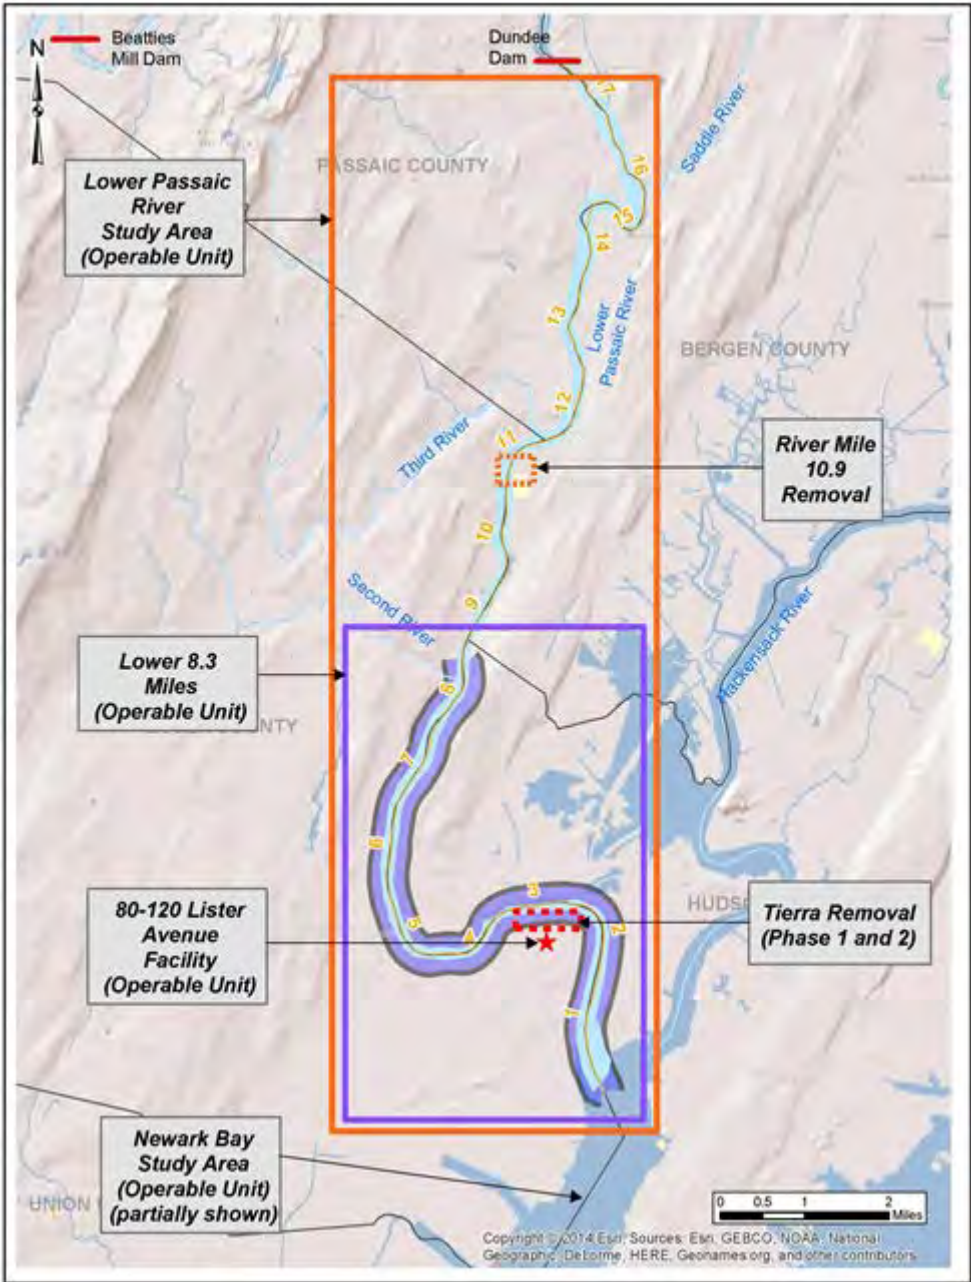 N
Beatties
Mill Dam
Dundee
Dam
17
Saddle River
PASSAIC COUNTY
16
Lower Passaic
River
Study Area
(Operable Unit)
15
14
13
Lower
Passaic River
BERGEN COUNTY
12
11
Third River
River Mile
10.9
Removal
10
Second River
9
Hackensack River
Lower 8.3
Miles
(Operable Unit)
8
NTY
7
6
80-120 Lister
Avenue
Facility
(Operable Unit)
5
4
3
2
HUDS
Tierra Removal
(Phase 1 and 2)
1
Newark Bay
Study Area
(Operable Unit)
(partially shown)
UNION
0 0.5 1 2
Miles
Copyright © 2014 Esri, Sources: Esri, GEBCO, NOAA, National
Geographic, DeLorme, HERE, Geonames.org, and other contributors